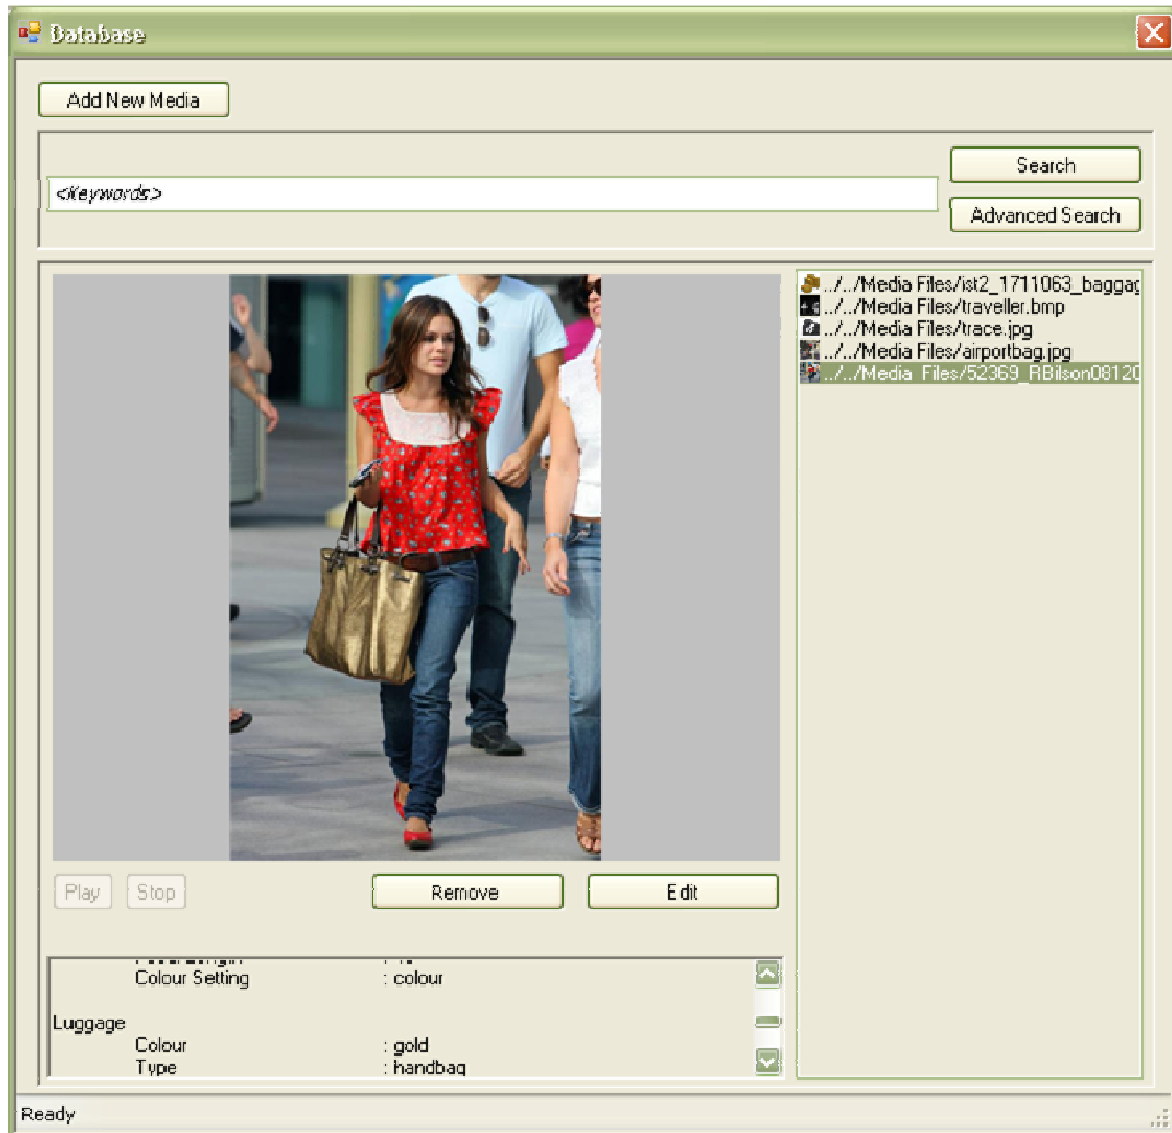 Database
Add New Media
Search
<Keywords>
Advanced Search
../../Media Files/ist2_1711063_baggag
../../Media Files/traveller.bmp
../../Media Files/trace.jpg
../../Media Files/airportbag.jpg
../../Media Files/52369_RBilson08120
Play Stop Remove Edit
Colour Setting : colour
Luggage
Colour : gold
Type : handbag
Ready